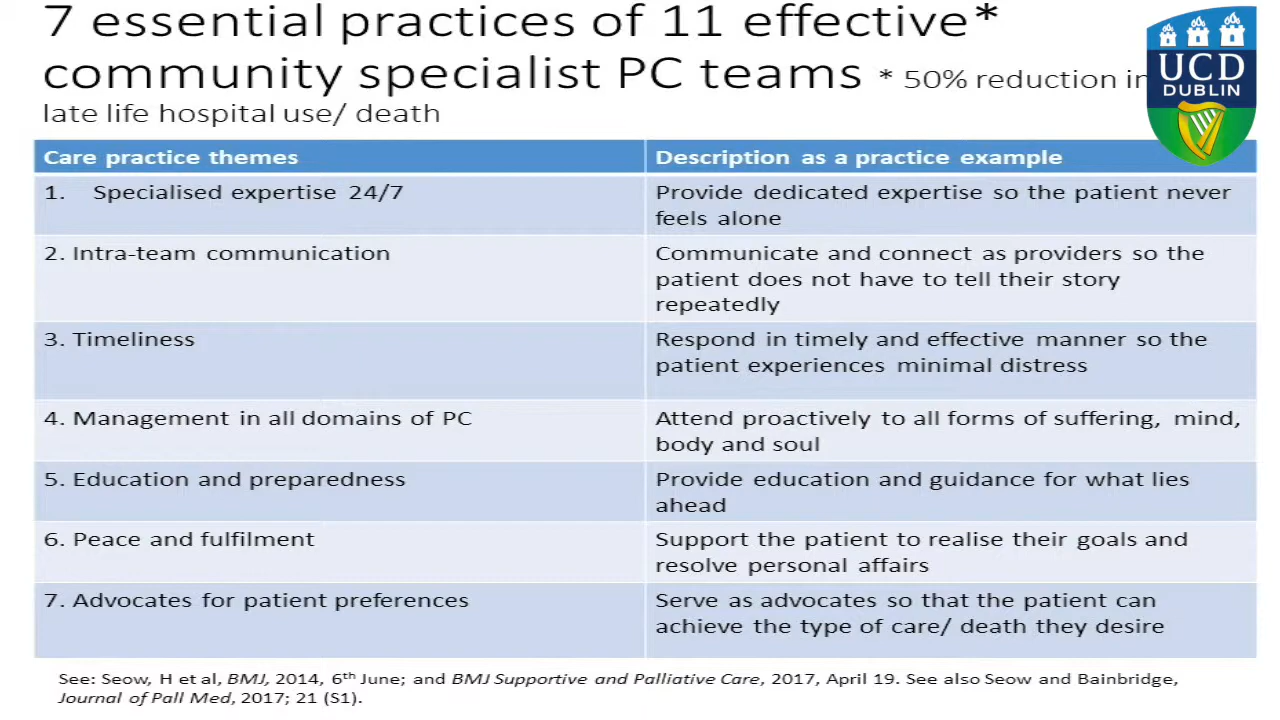 7 essential practices of 11 effective*
community specialist PC teams * 50% reduction in
late life hospital use/ death
UCD
DUBLIN
Care practice themes
Description as a practice example
1. Specialised expertise 24/7
Provide dedicated expertise so the patient never
feels alone
2. Intra-team communication
Communicate and connect as providers so the
patient does not have to tell their story
repeatedly
3. Timeliness
Respond in timely and effective manner so the
patient experiences minimal distress
4. Management in all domains of PC
Attend proactively to all forms of suffering, mind,
body and soul
5. Education and preparedness
Provide education and guidance for what lies
ahead
6. Peace and fulfilment
Support the patient to realise their goals and
resolve personal affairs
7. Advocates for patient preferences
Serve as advocates so that the patient can
achieve the type of care/ death they desire
See: Seow, H et al, BMJ, 2014, 6th June; and BMJ Supportive and Palliative Care, 2017, April 19. See also Seow and Bainbridge,
Journal of Pall Med, 2017; 21 (S1).